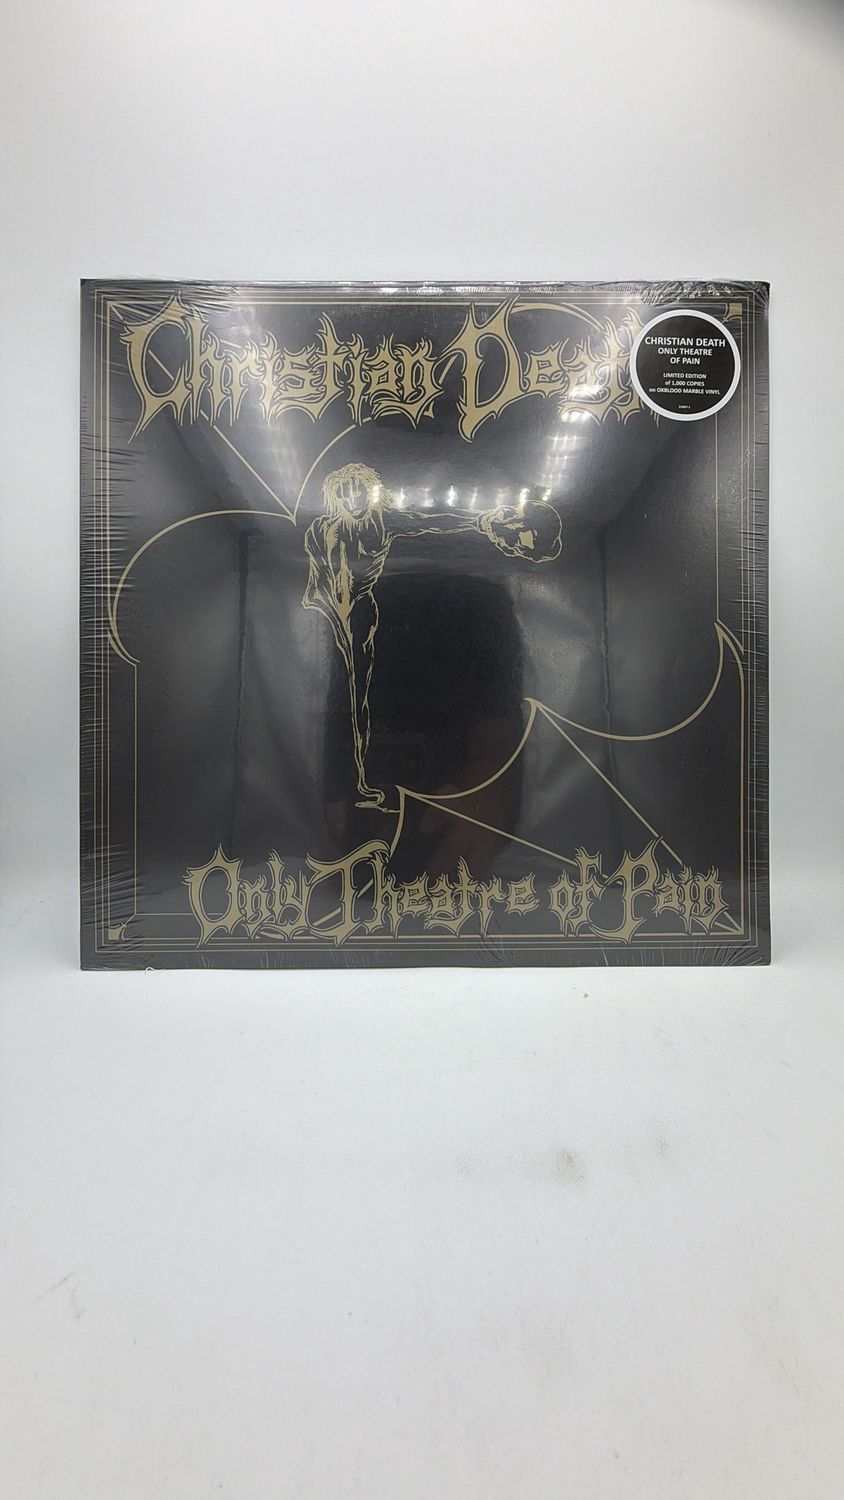 Christian Death
CHRISTIAN DEATH
ONLY THEATRE
OF PAIN
LIMITED EDITION
of 1,000 COPIES
on OXBLOOD MARBLE VINYL
Only Theatre of Pain